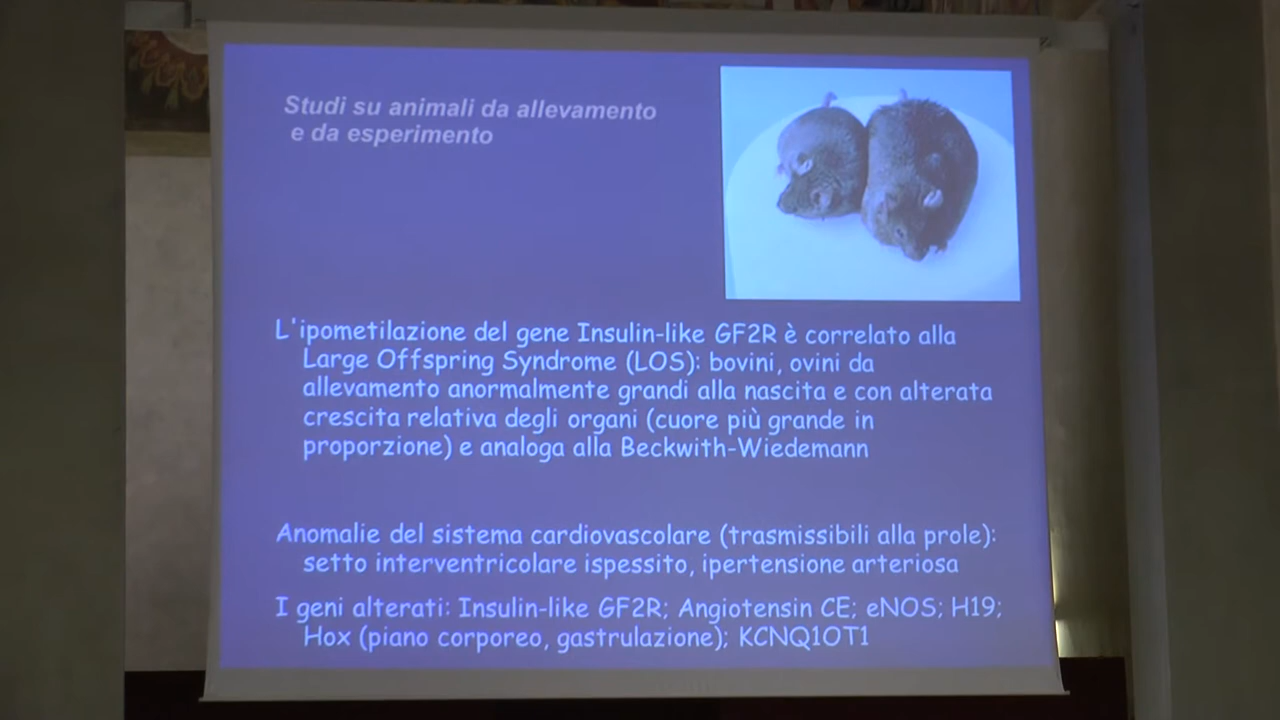 Studi su animali da allevamento
e da esperimento
L'ipometilazione del gene Insulin-like GF2R è correlato alla
Large Offspring Syndrome (LOS): bovini, ovini da
allevamento anormalmente grandi alla nascita e con alterata
crescita relativa degli organi (cuore più grande in
proporzione) e analoga alla Beckwith-Wiedemann
Anomalie del sistema cardiovascolare (trasmissibili alla prole):
setto interventricolare ispessito, ipertensione arteriosa
I geni alterati: Insulin-like GF2R; Angiotensin CE; eNOS; H19;
Hox (piano corporeo, gastrulazione); KCNQ1OT1